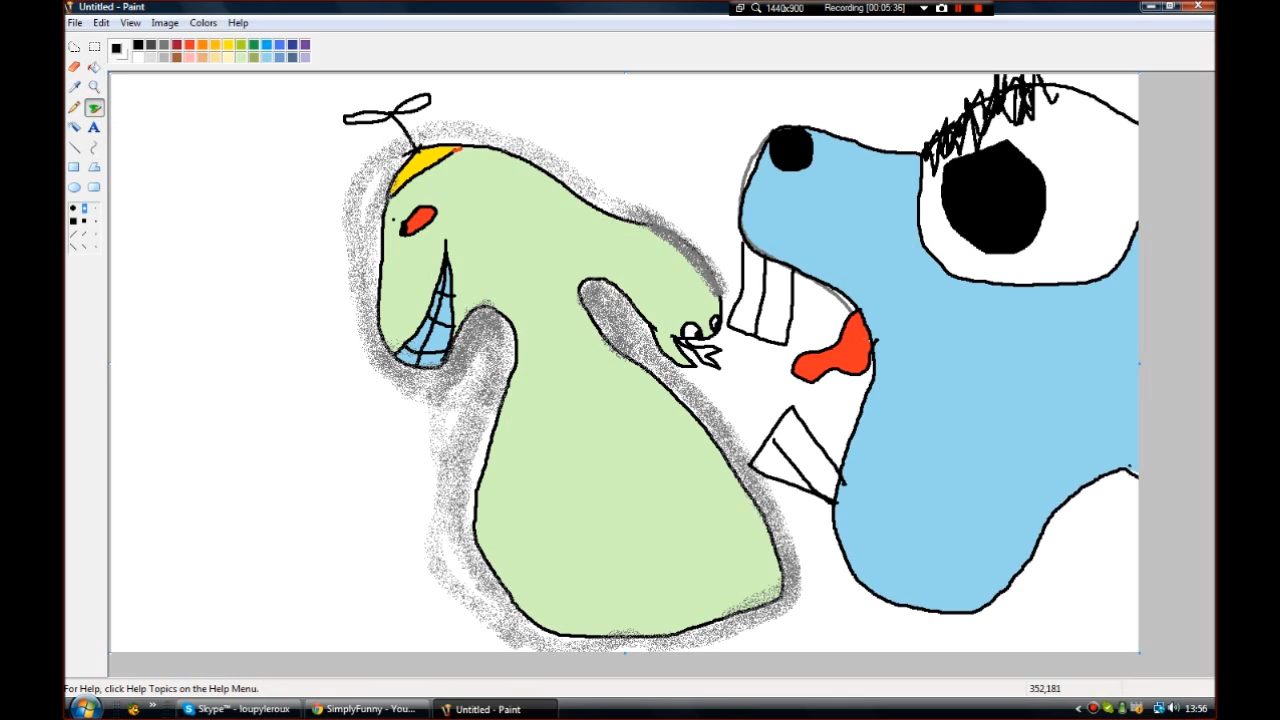 Untitled - Paint
1440x900 Recording [00:05:36]
File Edit View Image Colors Help
A
For Help, click Help Topics on the Help Menu. 352,181
Skype™ - loupyleroux SimplyFunny - You... Untitled - Paint 13:56